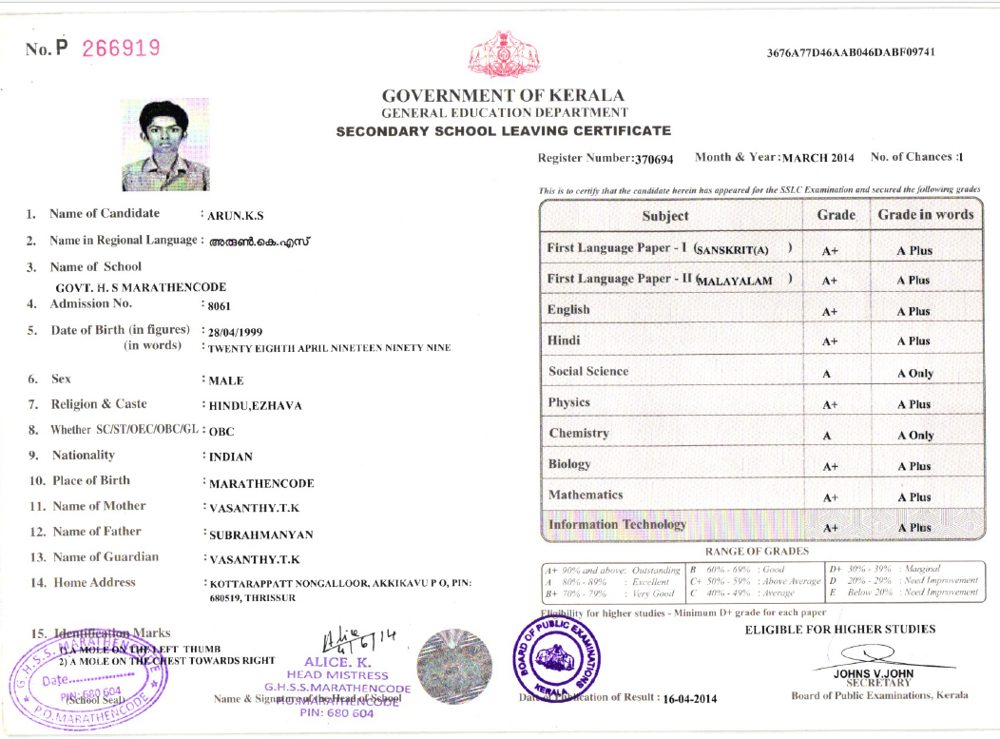 No. P 266919
3676A77D46AAB046DABF09741
GOVERNMENT OF KERALA
GENERAL EDUCATION DEPARTMENT
SECONDARY SCHOOL LEAVING CERTIFICATE
Register Number:370694 Month & Year:MARCH 2014 No. of Chances :1
This is to certify that the candidate herein has appeared for the SSLC Examination and secured the following grades
1. Name of Candidate : ARUN.K.S
2. Name in Regional Language : അരുൺ.കെ.എസ്
3. Name of School
GOVT. H. S MARATHENCODE
4. Admission No. : 8061
5. Date of Birth (in figures) : 28/04/1999
(in words) : TWENTY EIGHTH APRIL NINETEEN NINETY NINE
6. Sex : MALE
7. Religion & Caste : HINDU,EZHAVA
8. Whether SC/ST/OEC/OBC/GL : OBC
9. Nationality : INDIAN
10. Place of Birth : MARATHENCODE
11. Name of Mother : VASANTHY.T.K
12. Name of Father : SUBRAHMANYAN
13. Name of Guardian : VASANTHY.T.K
14. Home Address : KOTTARAPPATT NONGALLOOR, AKKIKAVU P O, PIN:
680519, THRISSUR
15. Identification Marks
1) A MOLE ON THE LEFT THUMB
2) A MOLE ON THE CHEST TOWARDS RIGHT
Subject Grade Grade in words
First Language Paper - I (SANSKRIT(A) ) A+ A Plus
First Language Paper - II (MALAYALAM ) A+ A Plus
English A+ A Plus
Hindi A+ A Plus
Social Science A A Only
Physics A+ A Plus
Chemistry A A Only
Biology A+ A Plus
Mathematics A+ A Plus
Information Technology A+ A Plus
RANGE OF GRADES
A+ 90% and above: Outstanding B 60% - 69% : Good D+ 30% - 39% : Marginal
A 80% - 89% : Excellent C+ 50% - 59% : Above Average D 20% - 29% : Need Improvement
B+ 70% - 79% : Very Good C 40% - 49% : Average E Below 20% : Need Improvement
Eligibility for higher studies - Minimum D+ grade for each paper
ELIGIBLE FOR HIGHER STUDIES
G.H.S.S. MARATHENCODE
Date
PIN: 680 604
(School Seal)
P.O. MARATHENCODE
ALICE. K.
HEAD MISTRESS
G.H.S.S.MARATHENCODE
P.O.MARATHENCODE
PIN: 680 604
Name & Signature of the Head of School
BOARD OF PUBLIC EXAMINATIONS
KERALA
Date of Publication of Result : 16-04-2014
JOHNS V.JOHN
SECRETARY
Board of Public Examinations, Kerala